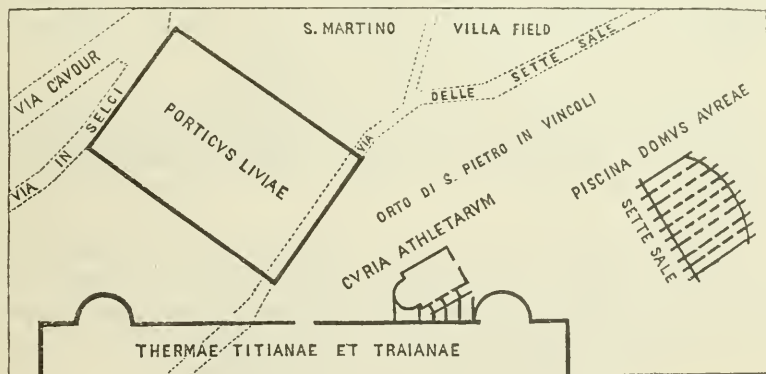 S. MARTINO
VILLA FIELD
VIA CAVOUR
VIA IN SELCI
PORTICVS LIVIAE
VIA
DELLE SETTE SALE
ORTO DI S. PIETRO IN VINCOLI
PISCINA DOMVS AVREAE
SETTE SALE
CVRIA ATHLETARVM
THERMAE TITIANAE ET TRAIANAE